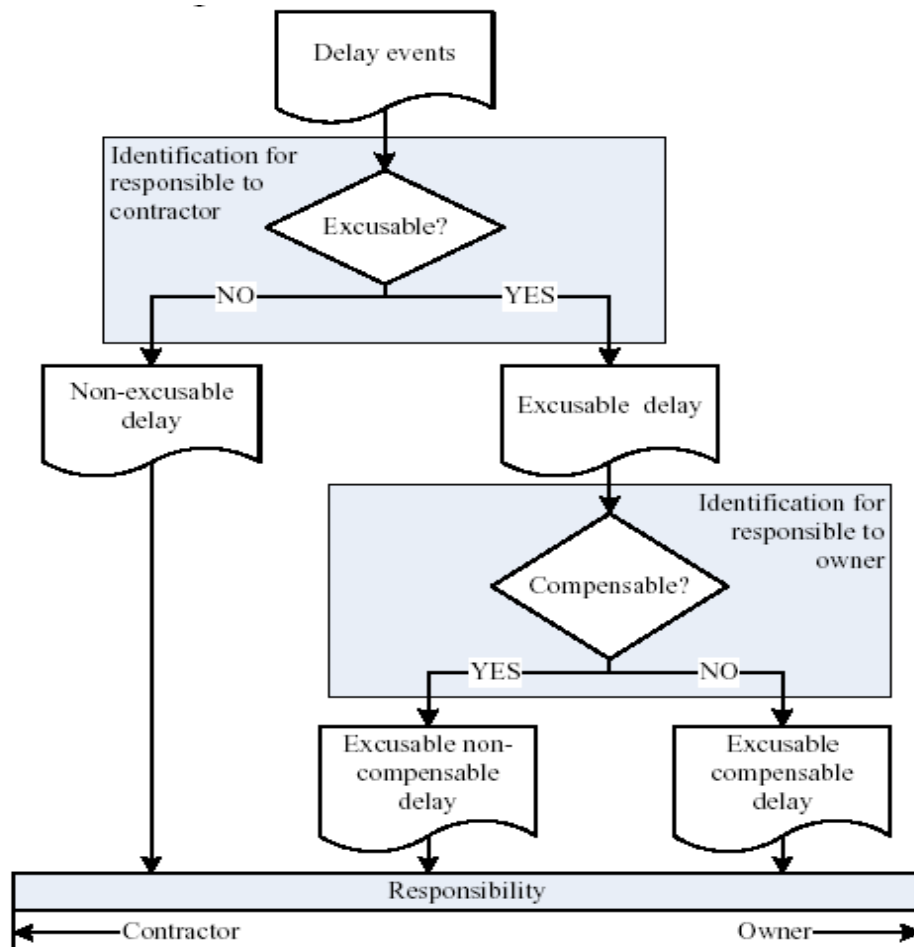 Delay events
Identification for
responsible to
contractor
Excusable?
NO
YES
Non-excusable
delay
Excusable delay
Identification for
responsible to
owner
Compensable?
YES
NO
Excusable non-
compensable
delay
Excusable
compensable
delay
Responsibility
Contractor
Owner